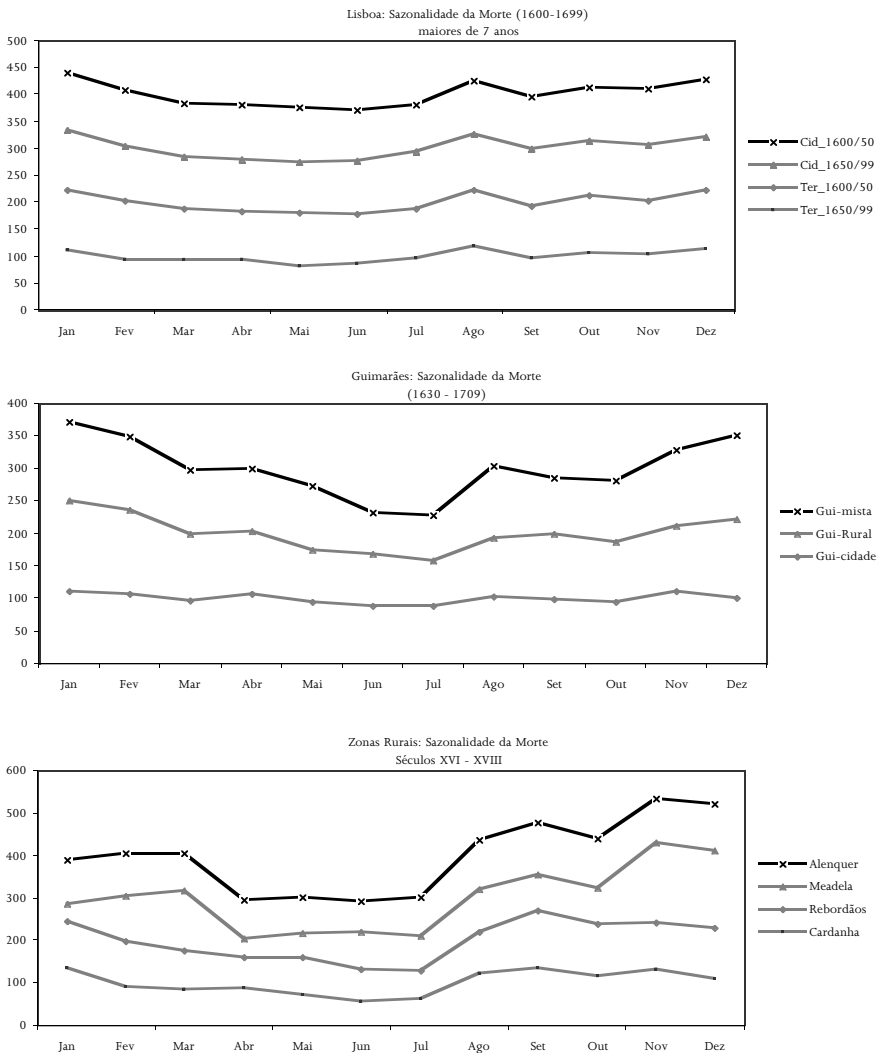 Lisboa: Sazonalidade da Morte (1600-1699)
maiores de 7 anos
500
450
400
350
300
250
200
150
100
50
0
Jan Fev Mar Abr Mai Jun Jul Ago Set Out Nov Dez
Cid_1600/50
Cid_1650/99
Ter_1600/50
Ter_1650/99
Guimarães: Sazonalidade da Morte
(1630 - 1709)
400
350
300
250
200
150
100
50
0
Jan Fev Mar Abr Mai Jun Jul Ago Set Out Nov Dez
Gui-mista
Gui-Rural
Gui-cidade
Zonas Rurais: Sazonalidade da Morte
Séculos XVI - XVIII
600
500
400
300
200
100
0
Jan Fev Mar Abr Mai Jun Jul Ago Set Out Nov Dez
Alenquer
Meadela
Rebordãos
Cardanha